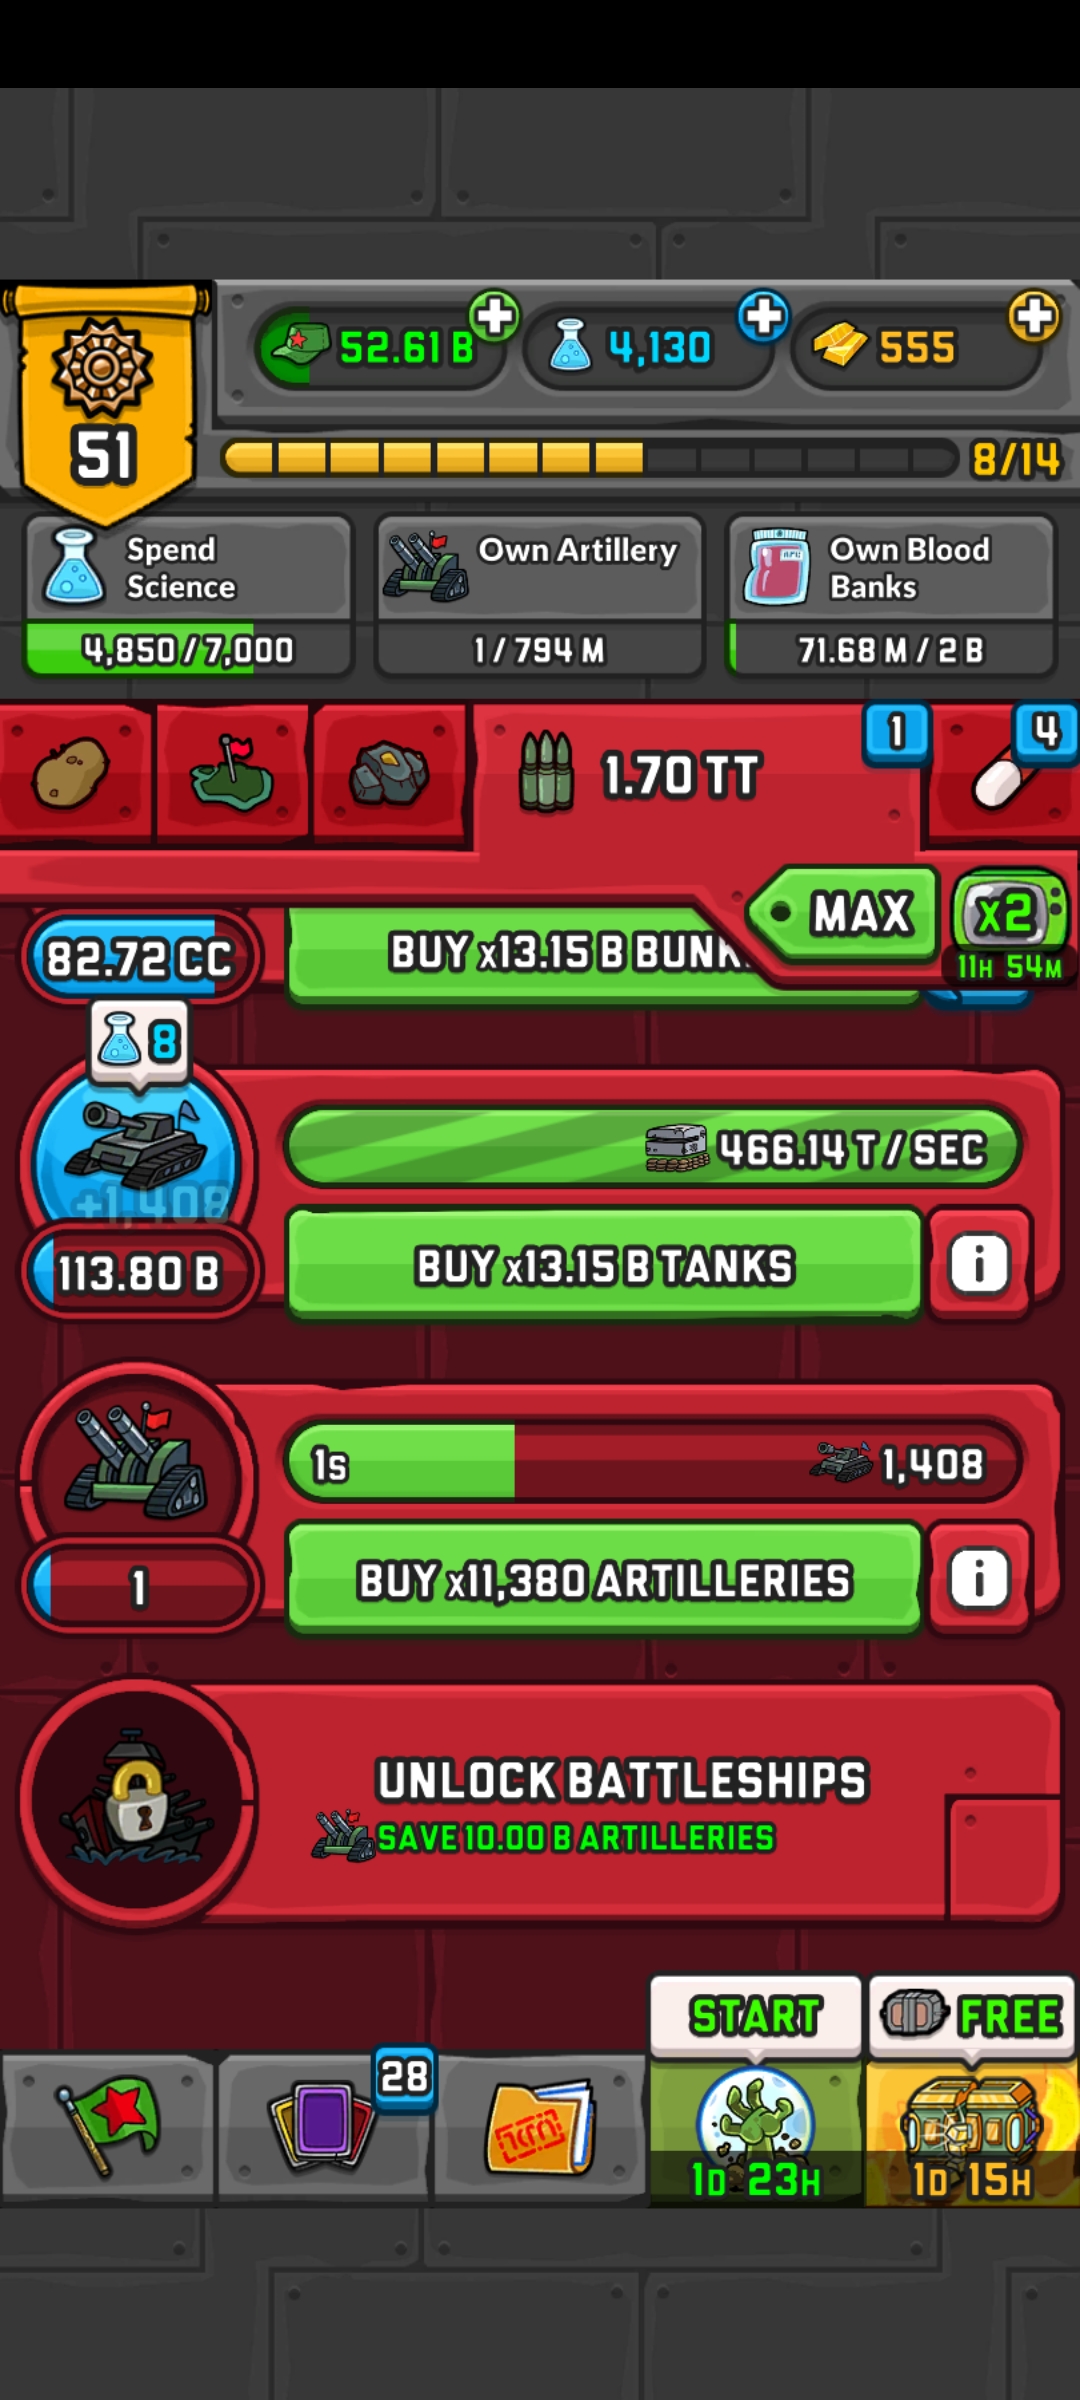 52.61 B
4,130
555
51
8/14
Spend
Science
4,850/7,000
Own Artillery
1/794 M
Own Blood
Banks
71.68 M / 2 B
1.70 TT
1
4
MAX
x2
11H 54M
82.72 CC
BUY x13.15 B BUNK
8
+1,408
466.14 T / SEC
113.80 B
BUY x13.15 B TANKS
i
1s
1,408
1
BUY x11,380 ARTILLERIES
i
UNLOCK BATTLESHIPS
SAVE 10.00 B ARTILLERIES
START
FREE
28
1D 23H
1D 15H